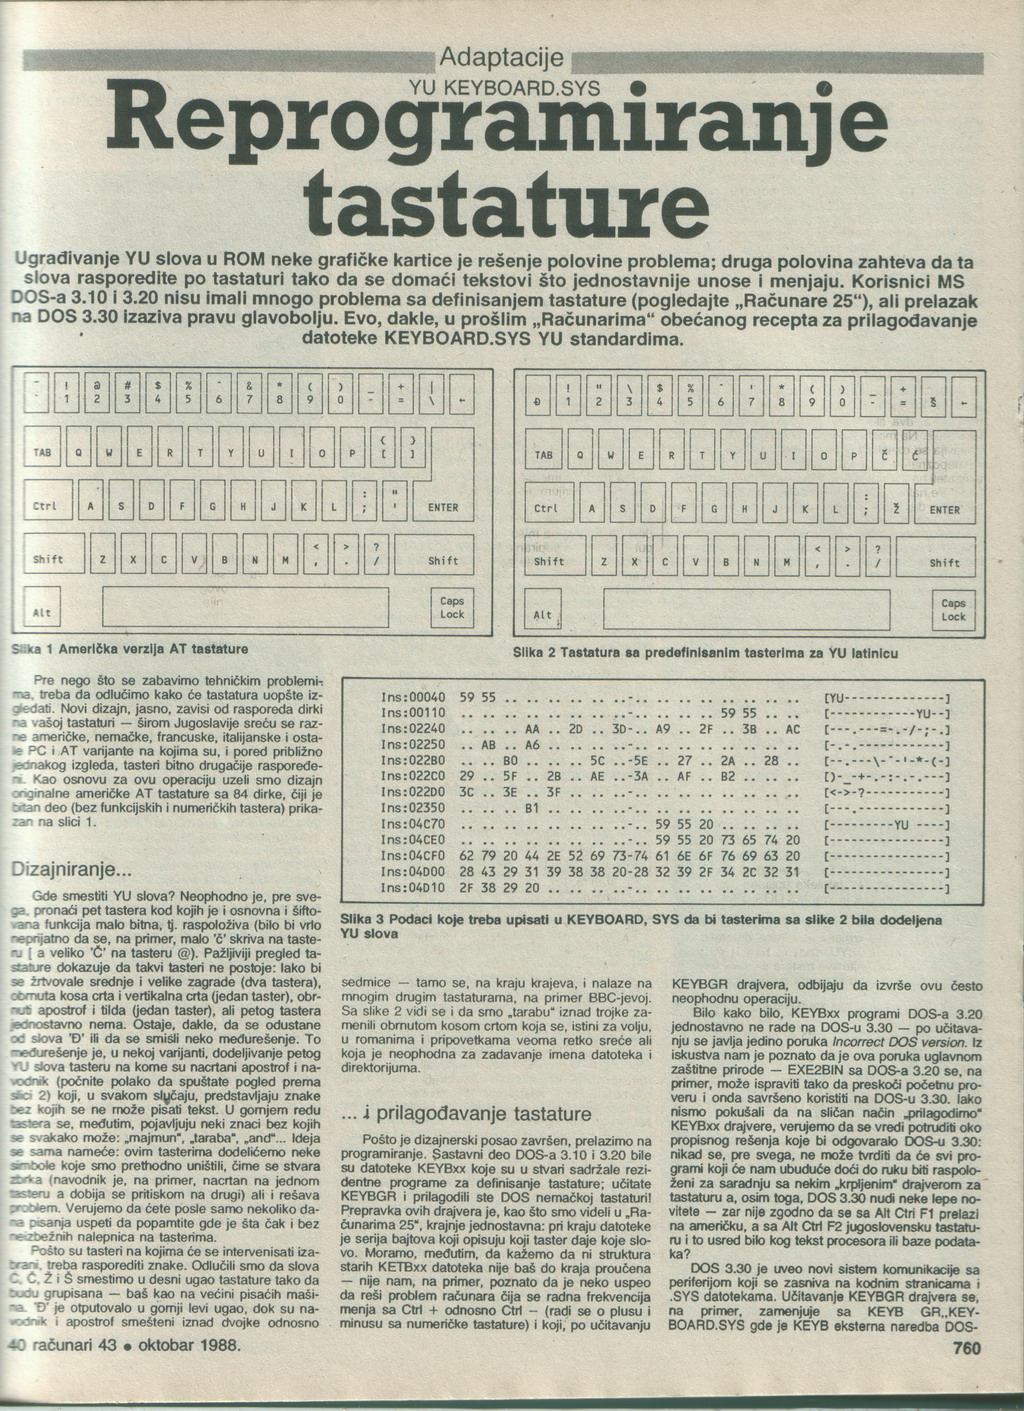 Adaptacije
YU KEYBOARD.SYS
Reprogramiranje
tastature
Ugrađivanje YU slova u ROM neke grafičke kartice je rešenje polovine problema; druga polovina zahteva da ta
slova rasporedite po tastaturi tako da se domaći tekstovi što jednostavnije unose i menjaju. Korisnici MS
DOS-a 3.10 i 3.20 nisu imali mnogo problema sa definisanjem tastature (pogledajte „Računare 25“), ali prelazak
na DOS 3.30 izaziva pravu glavobolju. Evo, dakle, u prošlim „Računarima“ obećanog recepta za prilagođavanje
datoteke KEYBOARD.SYS YU standardima.
! @ # $ % & * ( ) _ + |
1 2 3 4 5 6 7 8 9 0 - = \ ←
{ }
TAB Q W E R T Y U I O P [ ]
: "
Ctrl A S D F G H J K L ; ' ENTER
< > ?
Shift Z X C V B N M , . / Shift
Alt Caps Lock
Slika 1 Američka verzija AT tastature
! " \ $ % ' * ( ) _ +
Đ 1 2 3 4 5 6 7 8 9 0 - = Š ←
TAB Q W E R T Y U I O P Č Ć
:
Ctrl A S D F G H J K L ; Ž ENTER
< > ?
Shift Z X C V B N M , . / Shift
Alt Caps Lock
Slika 2 Tastatura sa predefinisanim tasterima za YU latinicu
Pre nego što se zabavimo tehničkim problemi-
ma, treba da odlučimo kako će tastatura uopšte iz-
gledati. Novi dizajn, jasno, zavisi od rasporeda dirki
na vašoj tastaturi — širom Jugoslavije sreću se raz-
ne američke, nemačke, francuske, italijanske i osta-
le PC i AT varijante na kojima su, i pored približno
jednakog izgleda, tasteri bitno drugačije raspoređe-
ni. Kao osnovu za ovu operaciju uzeli smo dizajn
originalne američke AT tastature sa 84 dirke, čiji je
bitan deo (bez funkcijskih i numeričkih tastera) prika-
zan na slici 1.
Dizajniranje...
Gde smestiti YU slova? Neophodno je, pre sve-
ga, pronaći pet tastera kod kojih je i osnovna i šifto-
vana funkcija malo bitna, tj. raspoloživa (bilo bi vrlo
neprijatno da se, na primer, malo 'č' skriva na taste-
ru [ a veliko 'Č' na tasteru @). Pažljiviji pregled ta-
stature dokazuje da takvi tasteri ne postoje: Iako bi
se žrtvovale srednje i velike zagrade (dva tastera),
obrnuta kosa crta i vertikalna crta (jedan taster), obr-
nuti apostrof i tilda (jedan taster), ali petog tastera
jednostavno nema. Ostaje, dakle, da se odustane
od slova 'Đ' ili da se smisli neko međurešenje. To
međurešenje je, u nekoj varijanti, dodeljivanje petog
YU slova tasteru na kome su nacrtani apostrof i na-
vodnik (počnite polako da spuštate pogled prema
slici 2) koji, u svakom slučaju, predstavljaju znake
bez kojih se ne može pisati tekst. U gornjem redu
tastera se, međutim, pojavljuju neki znaci bez kojih
se svakako može: „majmun“, „taraba“, „and“... Ideja
se sama nameće: ovim tasterima dodelićemo neke
simbole koje smo prethodno uništili, čime se stvara
zbrka (navodnik je, na primer, nacrtan na jednom
tasteru a dobija se pritiskom na drugi) ali i rešava
problem. Verujemo da ćete posle samo nekoliko da-
na pisanja uspeti da popamtite gde je šta čak i bez
neizbežnih nalepnica na tasterima.
Pošto su tasteri na kojima će se intervenisati iza-
brani, treba rasporediti znake. Odlučili smo da slova
Č, Ć, Ž i Š smestimo u desni ugao tastature tako da
budu grupisana — baš kao na većini pisaćih maši-
na. 'Đ' je otputovalo u gornji levi ugao, dok su na-
vodnik i apostrof smešteni iznad dvojke odnosno
Ins:00040 59 55 .. .. .. .. .. ..-.. .. .. .. .. .. .. .. [YU--------------]
Ins:00110 .. .. .. .. .. .. .. ..-.. .. .. .. 59 55 .. .. [------------YU--]
Ins:02240 .. .. .. AA .. 2D .. 3D-.. A9 .. 2F .. 3B .. AC [---.---=-.-/-;-.]
Ins:02250 .. AB .. A6 .. .. .. ..-.. .. .. .. .. .. .. .. [-.-.------------]
Ins:022B0 .. .. B0 .. .. .. 5C ..-5E .. 27 .. 2A .. 28 .. [--.---\-^-'-*-(-]
Ins:022C0 29 .. 5F .. 2B .. AE ..-3A .. AF .. B2 .. .. .. [)-_-+-.-:-.-.---]
Ins:022D0 3C .. 3E .. 3F .. .. ..-.. .. .. .. .. .. .. .. [<->-?-----------]
Ins:02350 .. .. .. B1 .. .. .. ..-.. .. .. .. .. .. .. .. [---.------------]
Ins:04C70 .. .. .. .. .. .. .. ..-.. 59 55 20 .. .. .. .. [---------YU ----]
Ins:04CE0 .. .. .. .. .. .. .. ..-.. 59 55 20 73 65 74 20 [----------------]
Ins:04CF0 62 79 20 44 2E 52 69 73-74 61 6E 6F 76 69 63 20 [----------------]
Ins:04D00 28 43 29 31 39 38 38 20-28 32 39 2F 34 2C 32 31 [----------------]
Ins:04D10 2F 38 29 20 .. .. .. ..-.. .. .. .. .. .. .. .. [----------------]
Slika 3 Podaci koje treba upisati u KEYBOARD, SYS da bi tasterima sa slike 2 bila dodeljena
YU slova
sedmice — tamo se, na kraju krajeva, i nalaze na
mnogim drugim tastaturama, na primer BBC-jevoj.
Sa slike 2 vidi se i da smo „tarabu“ iznad trojke za-
menili obrnutom kosom crtom koja se, istini za volju,
u romanima i pripovetkama veoma retko sreće ali
koja je neophodna za zadavanje imena datoteka i
direktorijuma.
... i prilagođavanje tastature
Pošto je dizajnerski posao završen, prelazimo na
programiranje. Sastavni deo DOS-a 3.10 i 3.20 bile
su datoteke KEYBxx koje su u stvari sadržale rezi-
dentne programe za definisanje tastature; učitate
KEYBGR i prilagodili ste DOS nemačkoj tastaturi!
Prepravka ovih drajvera je, kao što smo videli u „Ra-
čunarima 25“, krajnje jednostavna: pri kraju datoteke
je serija bajtova koji opisuju koji taster daje koje slo-
vo. Moramo, međutim, da kažemo da ni struktura
starih KETBxx datoteka nije baš do kraja proučena
— nije nam, na primer, poznato da je neko uspeo
da reši problem računara čija se radna frekvencija
menja sa Ctrl + odnosno Ctrl — (radi se o plusu i
minusu sa numeričke tastature) i koji, po učitavanju
KEYBGR drajvera, odbijaju da izvrše ovu često
neophodnu operaciju.
Bilo kako bilo, KEYBxx programi DOS-a 3.20
jednostavno ne rade na DOS-u 3.30 — po učitava-
nju se javlja jedino poruka Incorrect DOS version. Iz
iskustva nam je poznato da je ova poruka uglavnom
zaštitne prirode — EXE2BIN sa DOS-a 3.20 se, na
primer, može ispraviti tako da preskoči početnu pro-
veru i onda savršeno koristiti na DOS-u 3.30. Iako
nismo pokušali da na sličan način „prilagodimo“
KEYBxx drajvere, verujemo da se vredi potruditi oko
propisnog rešenja koje bi odgovaralo DOS-u 3.30:
nikad se, pre svega, ne može tvrditi da će svi pro-
grami koji će nam ubuduće doći do ruku biti raspolo-
ženi za saradnju sa nekim „krpljenim“ drajverom za
tastaturu a, osim toga, DOS 3.30 nudi neke lepe no-
vitete — zar nije zgodno da se sa Alt Ctrl F1 prelazi
na američku, a sa Alt Ctrl F2 jugoslovensku tastatu-
ru i to usred bilo kog tekst procesora ili baze podata-
ka?
DOS 3.30 je uveo novi sistem komunikacije sa
periferijom koji se zasniva na kodnim stranicama i
.SYS datotekama. Učitavanje KEYBGR drajvera se,
na primer, zamenjuje sa KEYB GR,,KEY-
BOARD.SYS gde je KEYB eksterna naredba DOS-
40 računari 43 • oktobar 1988.
760